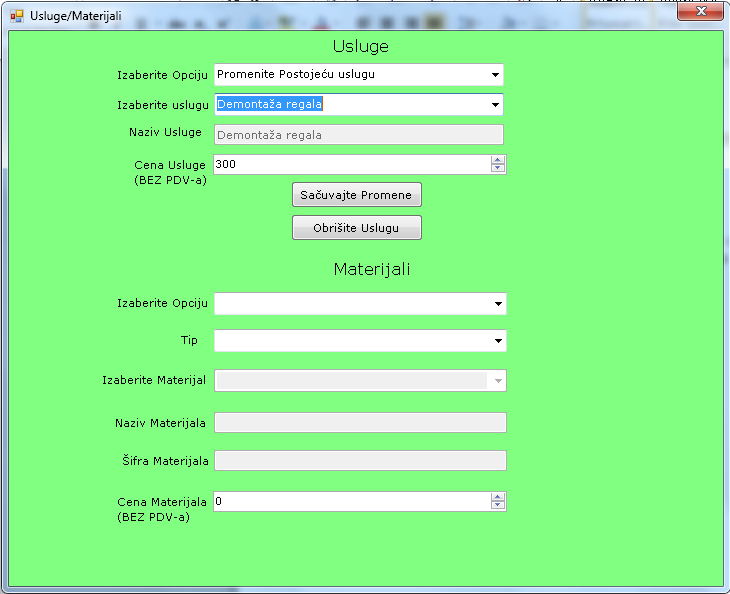 Usluge/Materijali
Usluge
Izaberite Opciju Promenite Postojeću uslugu
Izaberite uslugu Demontaža regala
Naziv Usluge Demontaža regala
Cena Usluge 300
(BEZ PDV-a)
Sačuvajte Promene
Obrišite Uslugu
Materijali
Izaberite Opciju
Tip
Izaberite Materijal
Naziv Materijala
Šifra Materijala
Cena Materijala 0
(BEZ PDV-a)